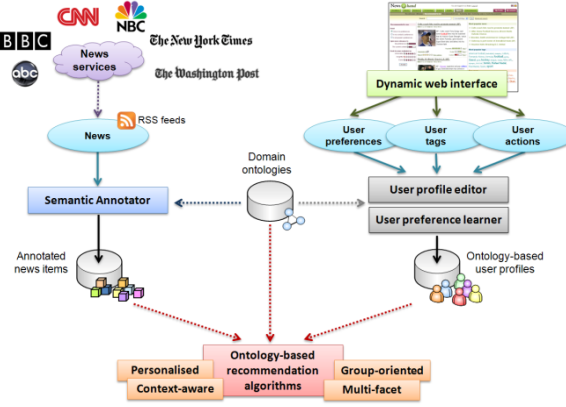 CNN
NBC
BBC
The New York Times
News
services
abc
The Washington Post
Dynamic web interface
RSS feeds
News
User
preferences
User
tags
User
actions
Domain
ontologies
Semantic Annotator
User profile editor
User preference learner
Annotated
news items
Ontology-based
user profiles
Personalised
Context-aware
Ontology-based
recommendation
algorithms
Group-oriented
Multi-facet